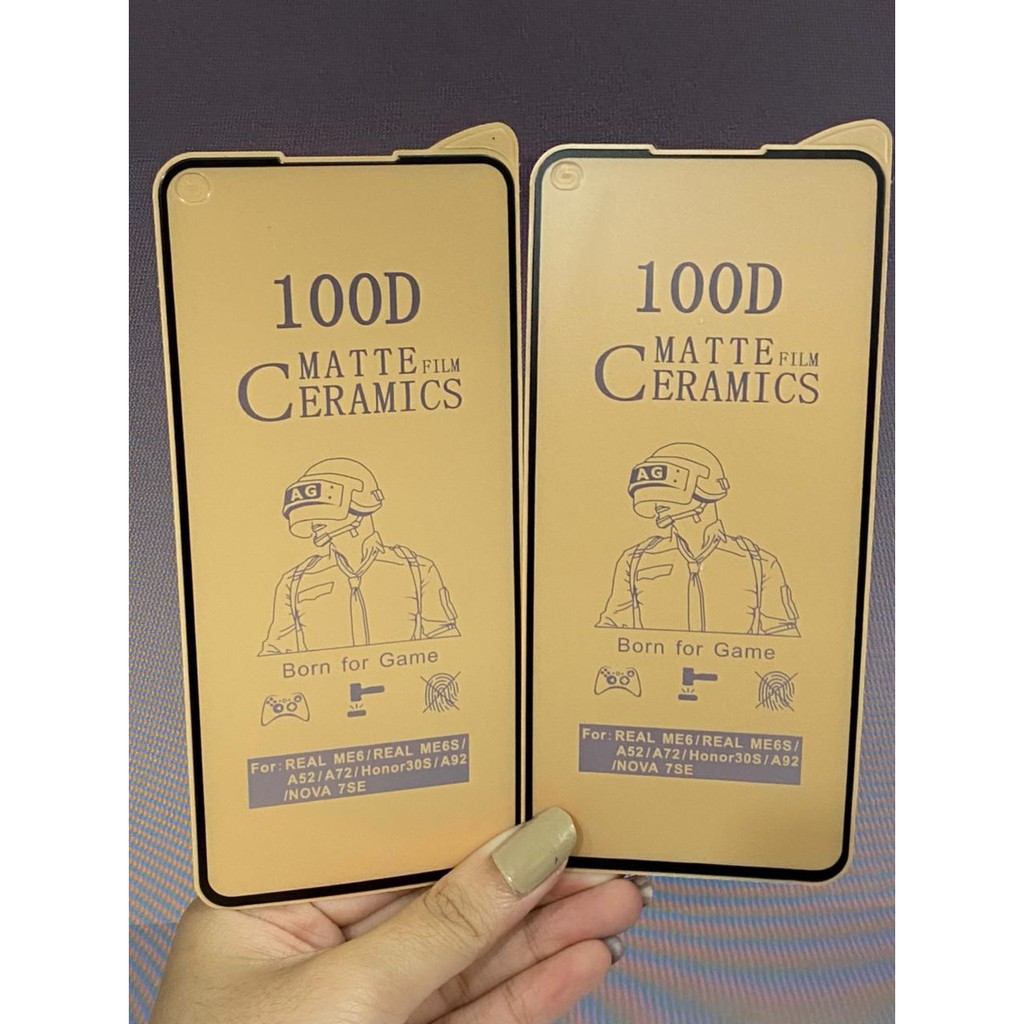 100D
MATTE FILM
CERAMICS
AG
Born for Game
For: REAL ME6/REAL ME6S/
A52/A72/Honor30S/A92
/NOVA 7SE
100D
MATTE FILM
CERAMICS
AG
Born for Game
For: REAL ME6/REAL ME6S/
A52/A72/Honor30S/A92
/NOVA 7SE